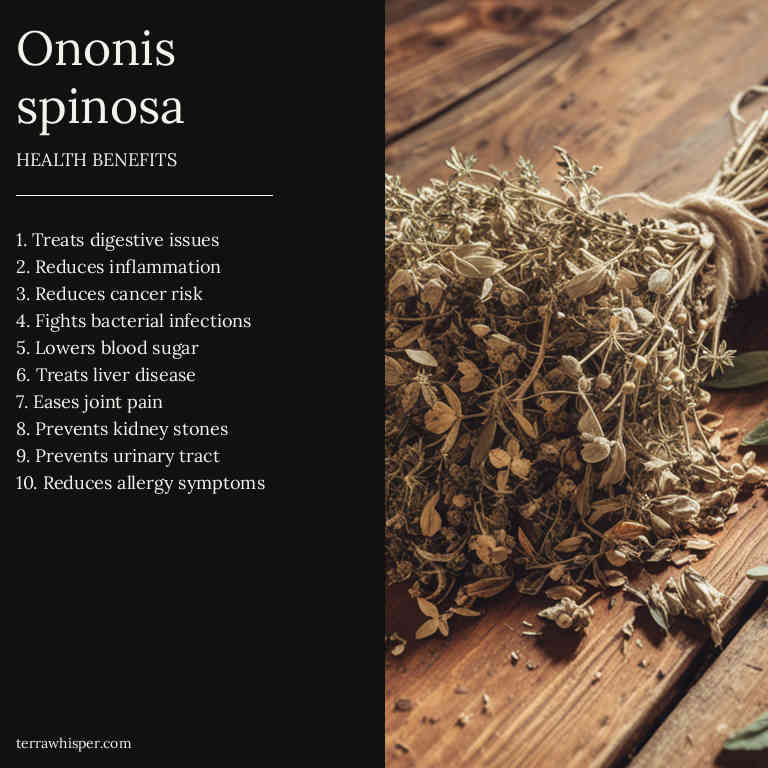 Ononis
spinosa
HEALTH BENEFITS
1. Treats digestive issues
2. Reduces inflammation
3. Reduces cancer risk
4. Fights bacterial infections
5. Lowers blood sugar
6. Treats liver disease
7. Eases joint pain
8. Prevents kidney stones
9. Prevents urinary tract
10. Reduces allergy symptoms
terrawhisper.com